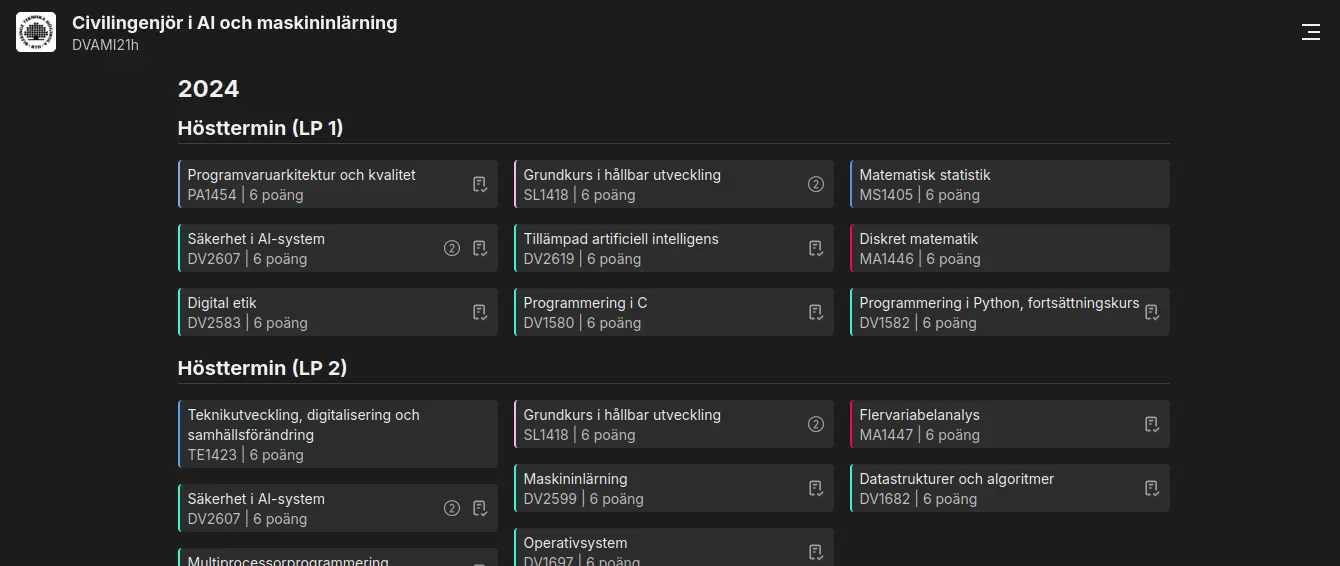 Civilingenjör i AI och maskininlärning
DVAMI21h
2024
Hösttermin (LP 1)
Programvaruarkitektur och kvalitet
PA1454 | 6 poäng
Grundkurs i hållbar utveckling
SL1418 | 6 poäng
2
Matematisk statistik
MS1405 | 6 poäng
Säkerhet i AI-system
DV2607 | 6 poäng
2
Tillämpad artificiell intelligens
DV2619 | 6 poäng
Diskret matematik
MA1446 | 6 poäng
Digital etik
DV2583 | 6 poäng
Programmering i C
DV1580 | 6 poäng
Programmering i Python, fortsättningskurs
DV1582 | 6 poäng
Hösttermin (LP 2)
Teknikutveckling, digitalisering och
samhällsförändring
TE1423 | 6 poäng
Grundkurs i hållbar utveckling
SL1418 | 6 poäng
2
Flervariabelanalys
MA1447 | 6 poäng
Säkerhet i AI-system
DV2607 | 6 poäng
2
Maskininlärning
DV2599 | 6 poäng
Datastrukturer och algoritmer
DV1682 | 6 poäng
Multiprocessorprogrammering
Operativsystem
DV1697 | 6 poäng